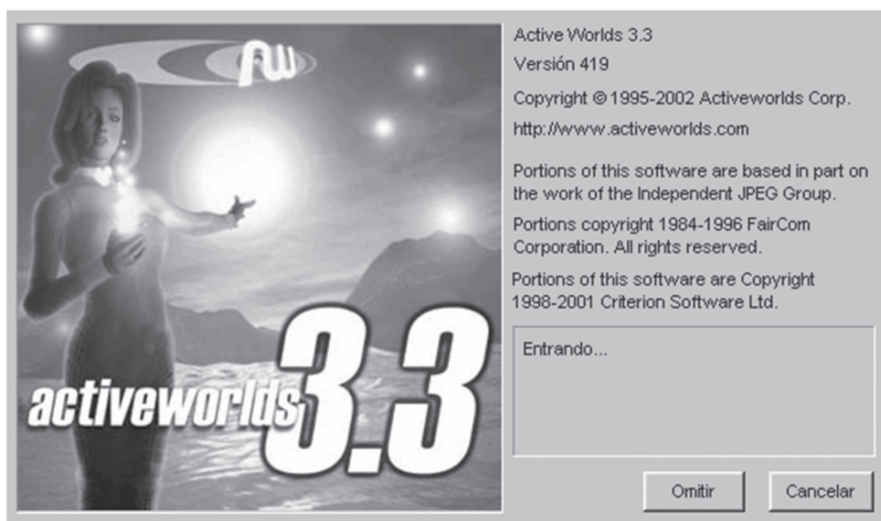 AW
activeworlds
3.3
Active Worlds 3.3
Versión 419
Copyright © 1995-2002 Activeworlds Corp.
http://www.activeworlds.com
Portions of this software are based in part on
the work of the Independent JPEG Group.
Portions copyright 1984-1996 FairCom
Corporation. All rights reserved.
Portions of this software are Copyright
1998-2001 Criterion Software Ltd.
Entrando...
Omitir
Cancelar